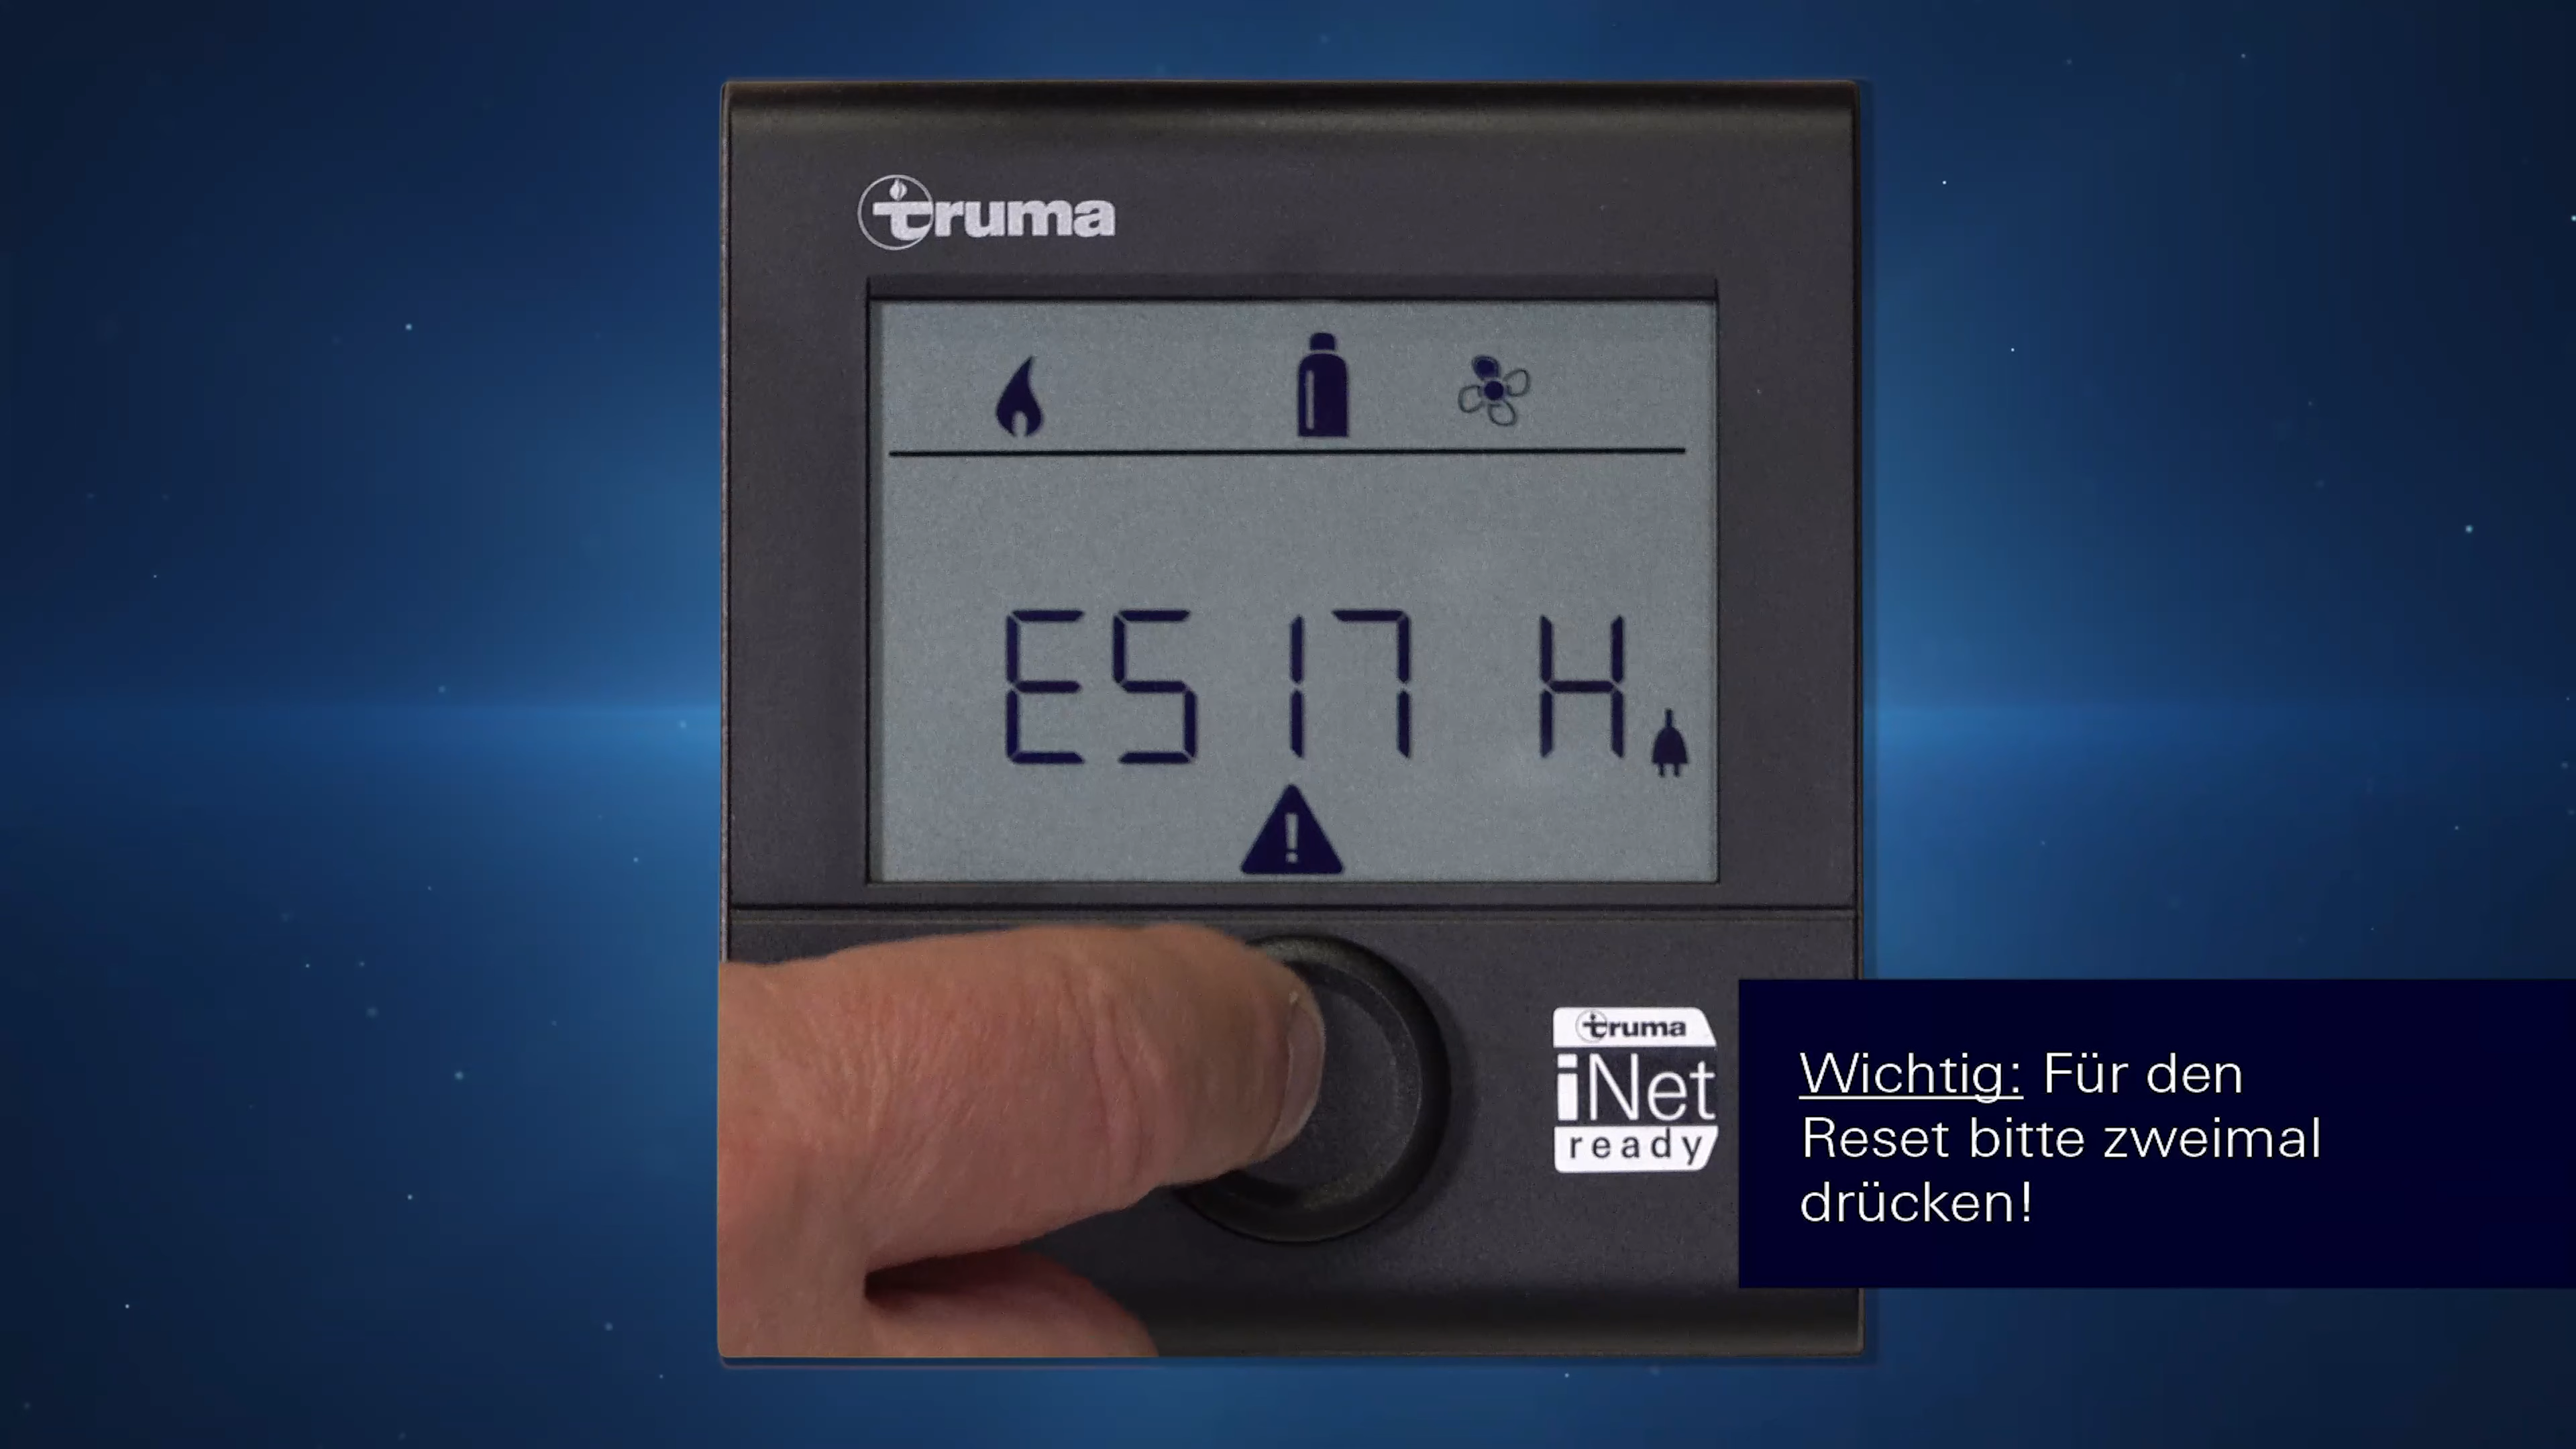 truma
E517 H
truma
iNet
ready
Wichtig: Für den
Reset bitte zweimal
drücken!